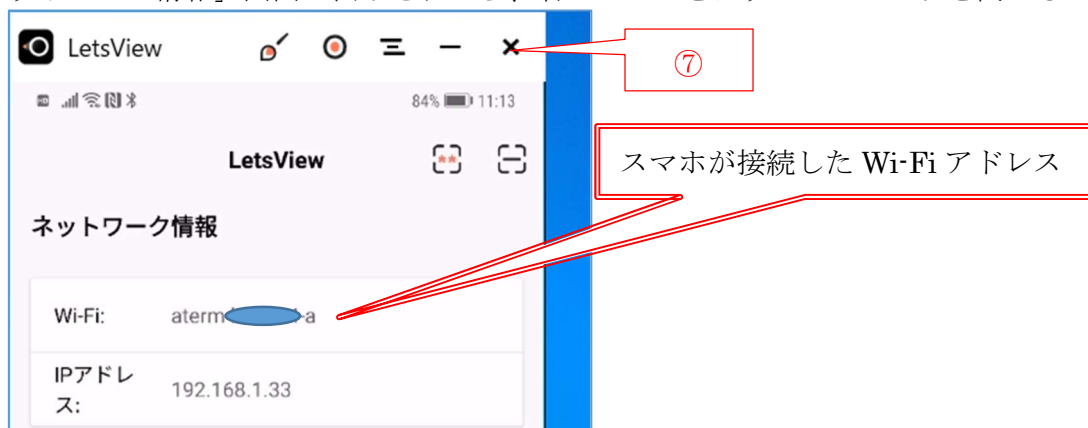 LetsView
⑦
84% 11:13
LetsView
スマホが接続した Wi-Fi アドレス
ネットワーク情報
Wi-Fi: aterm -a
IPアドレ
ス: 192.168.1.33